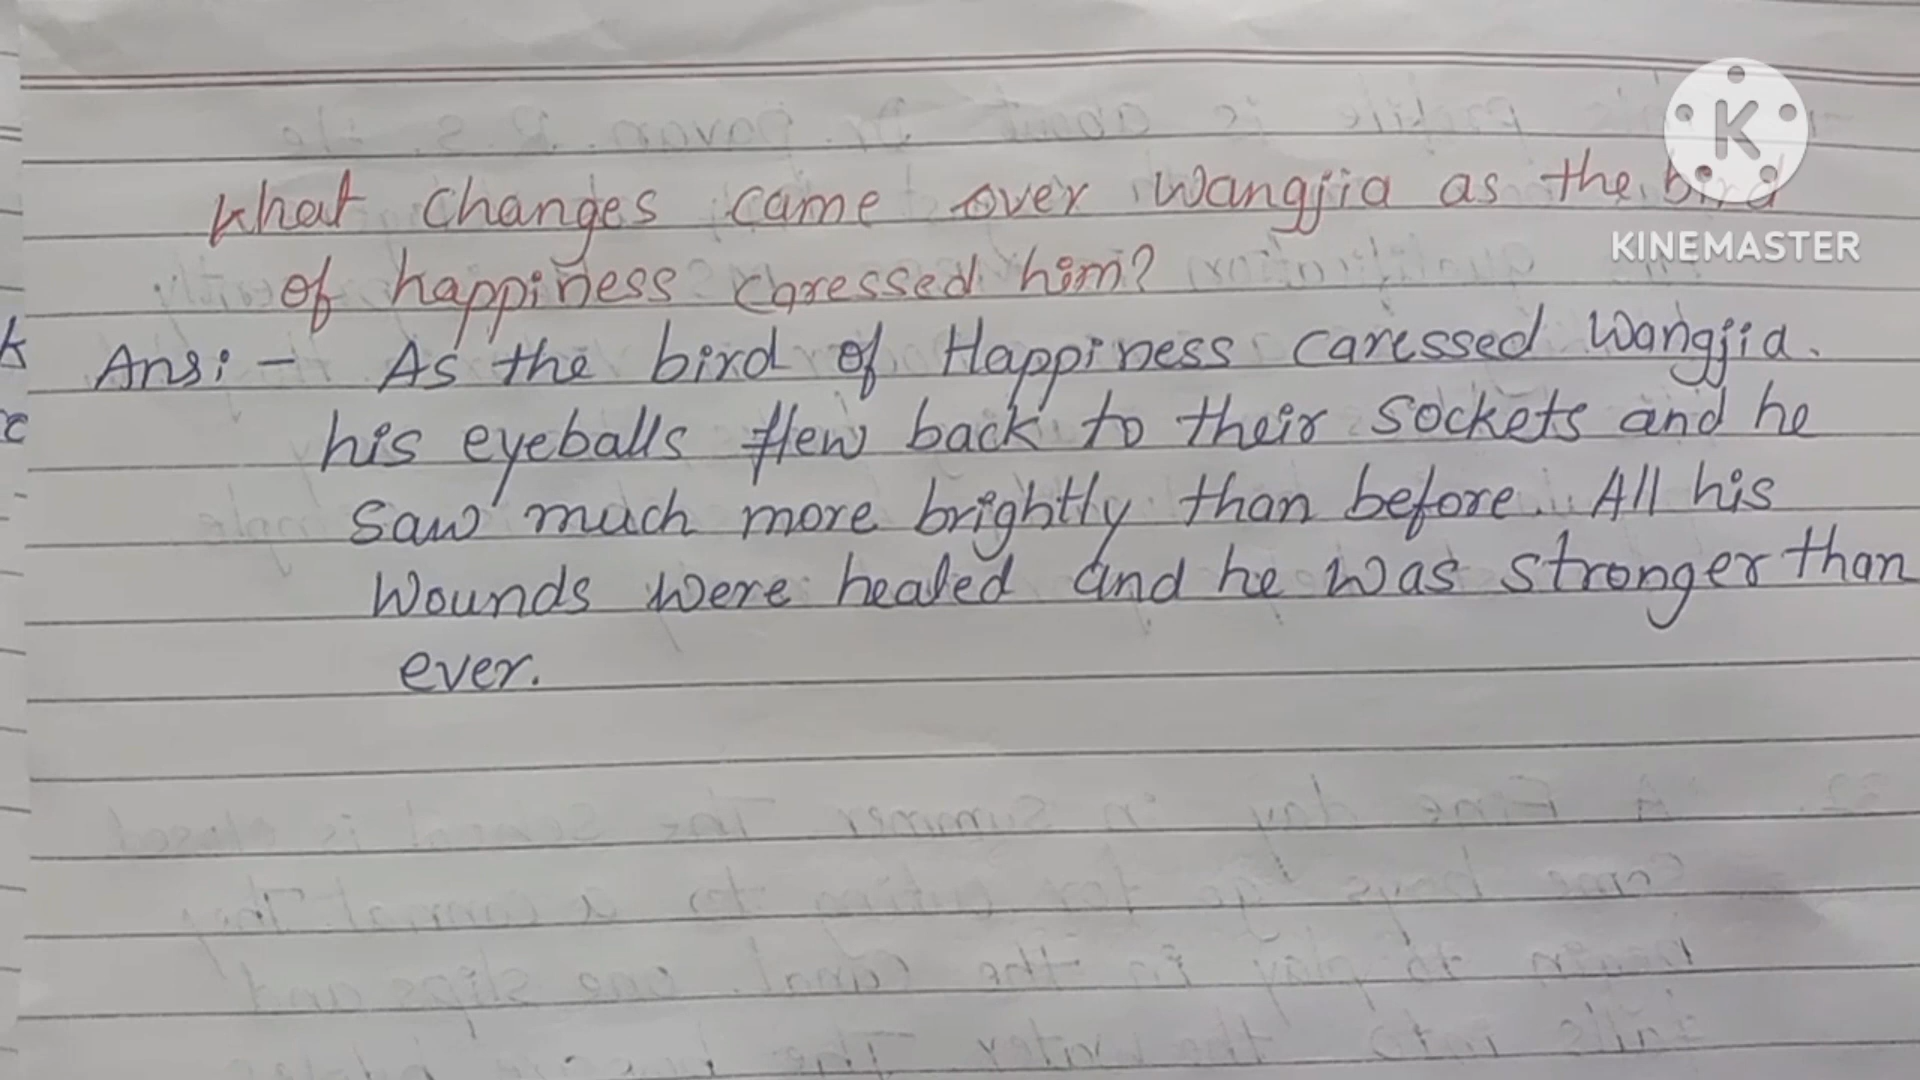 What changes came over Wangjia as the bird
of happiness caressed him?
Ans: - As the bird of Happiness caressed Wangjia.
his eyeballs flew back to their sockets and he
saw much more brightly than before. All his
wounds were healed and he was stronger than
ever.
KINEMASTER